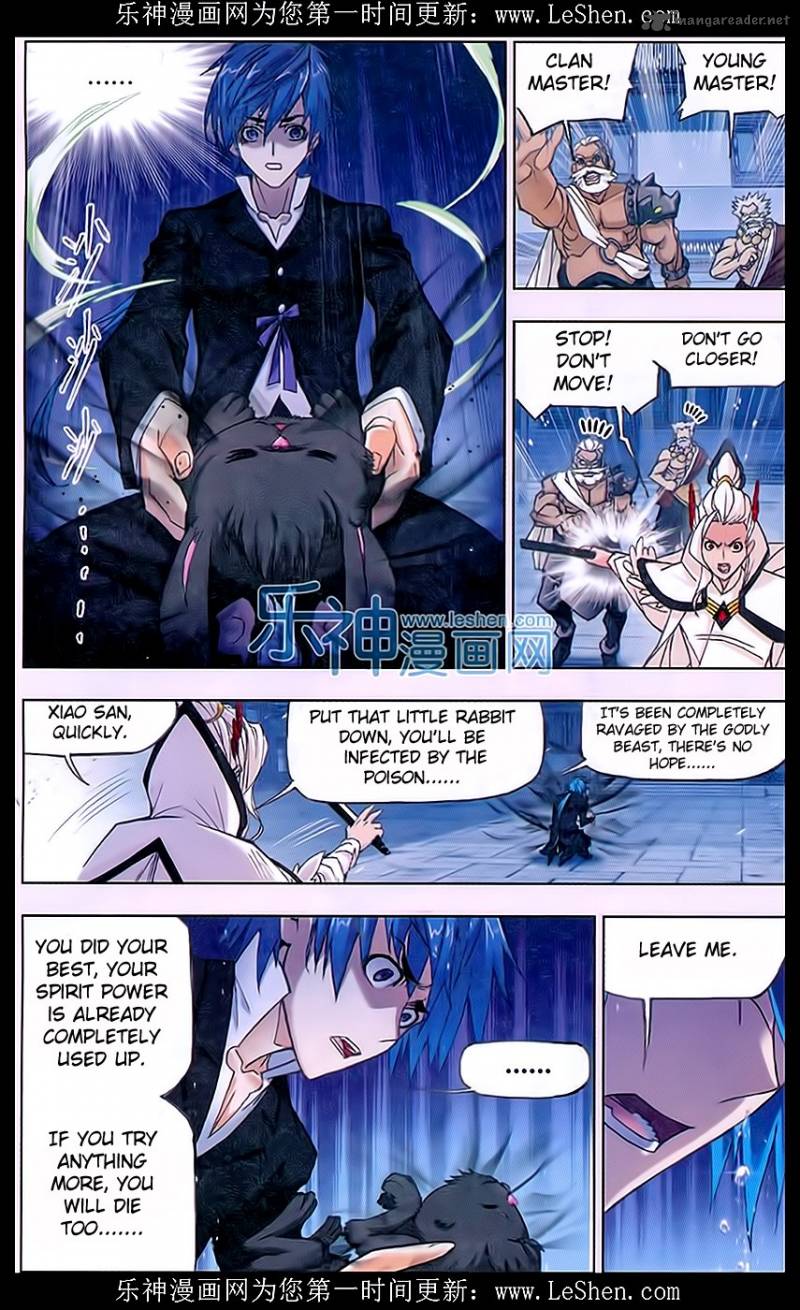 乐神漫画网为您第一时间更新: www.LeShen.com
mangareader.net
......
沙沙沙沙......
CLAN
MASTER!
YOUNG
MASTER!
STOP!
DON'T
MOVE!
DON'T GO
CLOSER!
乐神漫画网
www.leshen.com
XIAO SAN,
QUICKLY.
PUT THAT LITTLE RABBIT
DOWN, YOU'LL BE
INFECTED BY THE
POISON......
IT'S BEEN COMPLETELY
RAVAGED BY THE GODLY
BEAST, THERE'S NO
HOPE......
YOU DID YOUR
BEST, YOUR
SPIRIT POWER
IS ALREADY
COMPLETELY
USED UP.
IF YOU TRY
ANYTHING
MORE, YOU
WILL DIE
TOO.......
......
LEAVE ME.
乐神漫画网为您第一时间更新: www.LeShen.com